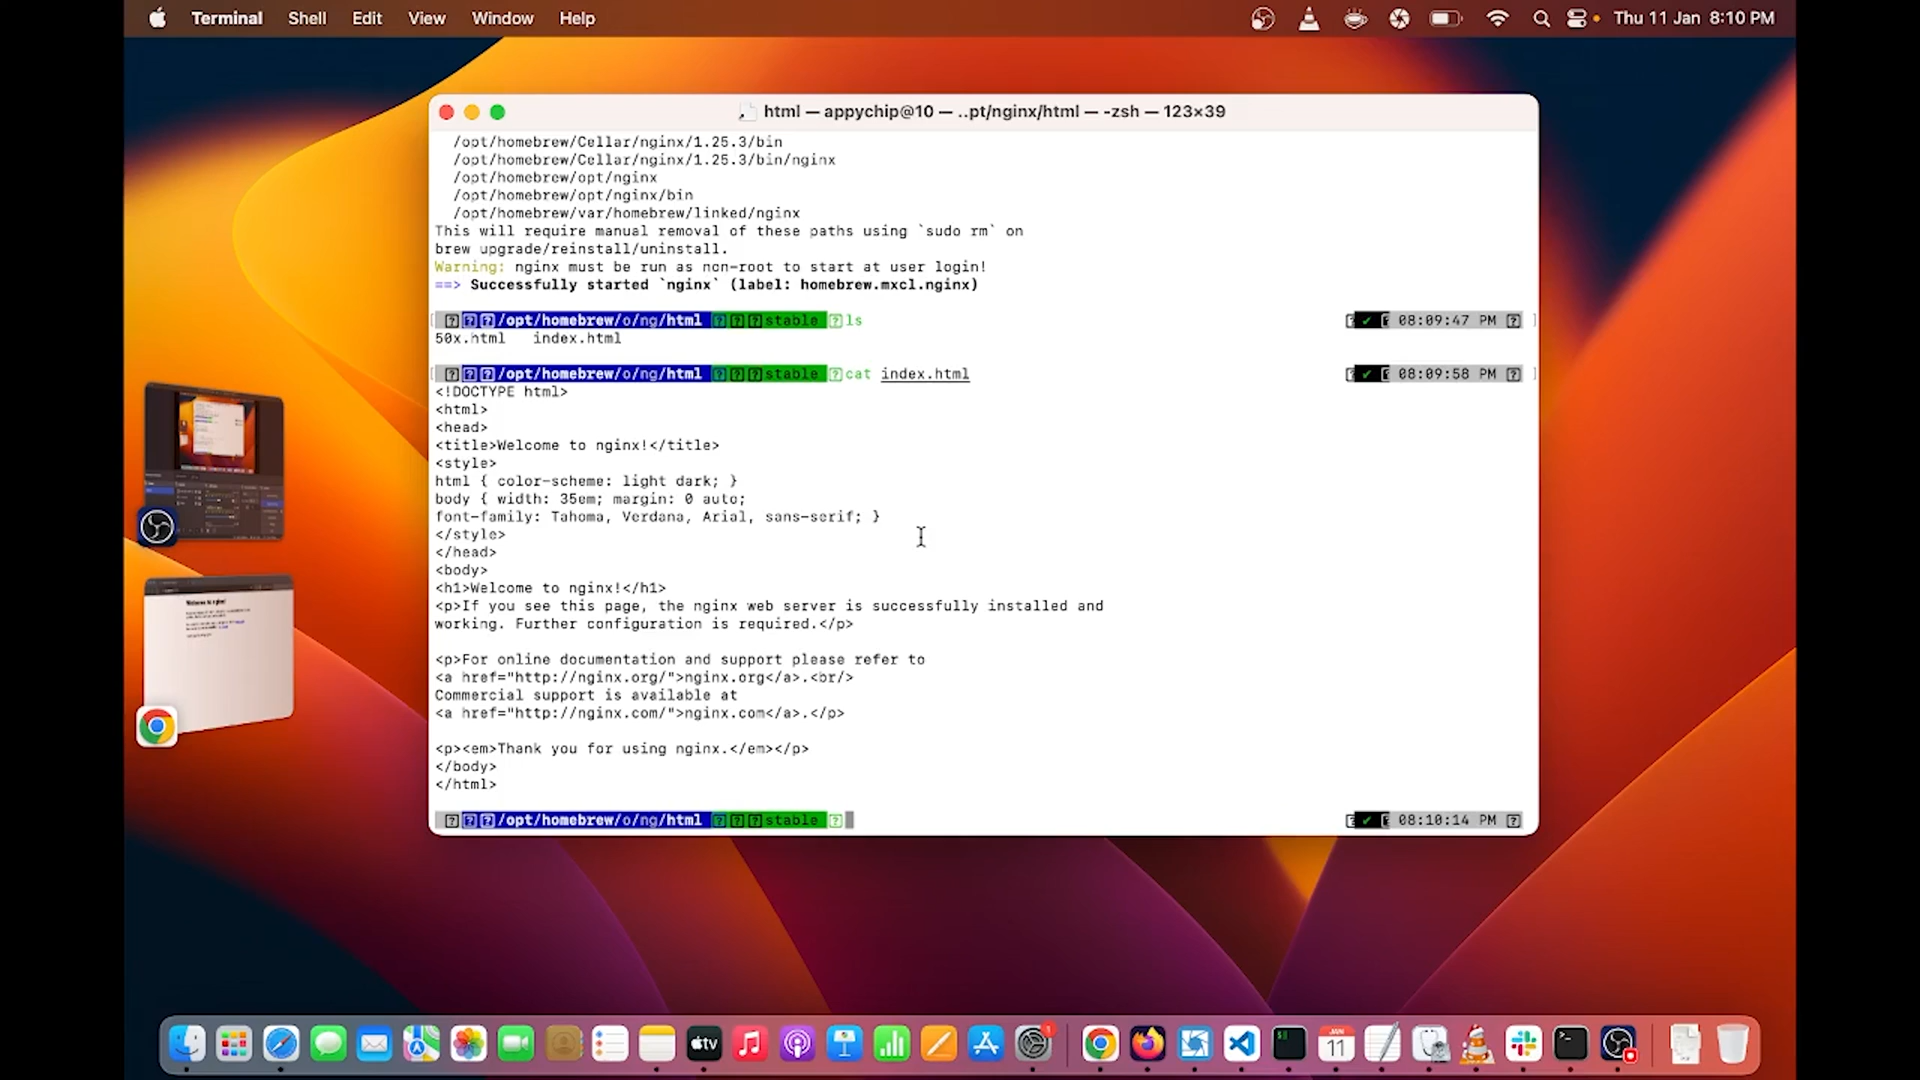 Terminal Shell Edit View Window Help Thu 11 Jan 8:10 PM
html — appychip@10 — ..pt/nginx/html — -zsh — 123×39
/opt/homebrew/Cellar/nginx/1.25.3/bin
/opt/homebrew/Cellar/nginx/1.25.3/bin/nginx
/opt/homebrew/opt/nginx
/opt/homebrew/opt/nginx/bin
/opt/homebrew/var/homebrew/linked/nginx
This will require manual removal of these paths using `sudo rm` on
brew upgrade/reinstall/uninstall.
Warning: nginx must be run as non-root to start at user login!
==> Successfully started `nginx` (label: homebrew.mxcl.nginx)
/opt/homebrew/o/ng/html stable ls 08:09:47 PM
50x.html index.html
/opt/homebrew/o/ng/html stable cat index.html 08:09:58 PM
<!DOCTYPE html>
<html>
<head>
<title>Welcome to nginx!</title>
<style>
html { color-scheme: light dark; }
body { width: 35em; margin: 0 auto;
font-family: Tahoma, Verdana, Arial, sans-serif; }
</style>
</head>
<body>
<h1>Welcome to nginx!</h1>
<p>If you see this page, the nginx web server is successfully installed and
working. Further configuration is required.</p>
<p>For online documentation and support please refer to
<a href="http://nginx.org/">nginx.org</a>.<br/>
Commercial support is available at
<a href="http://nginx.com/">nginx.com</a>.</p>
<p><em>Thank you for using nginx.</em></p>
</body>
</html>
/opt/homebrew/o/ng/html stable 08:10:14 PM
tv
1
JAN
11